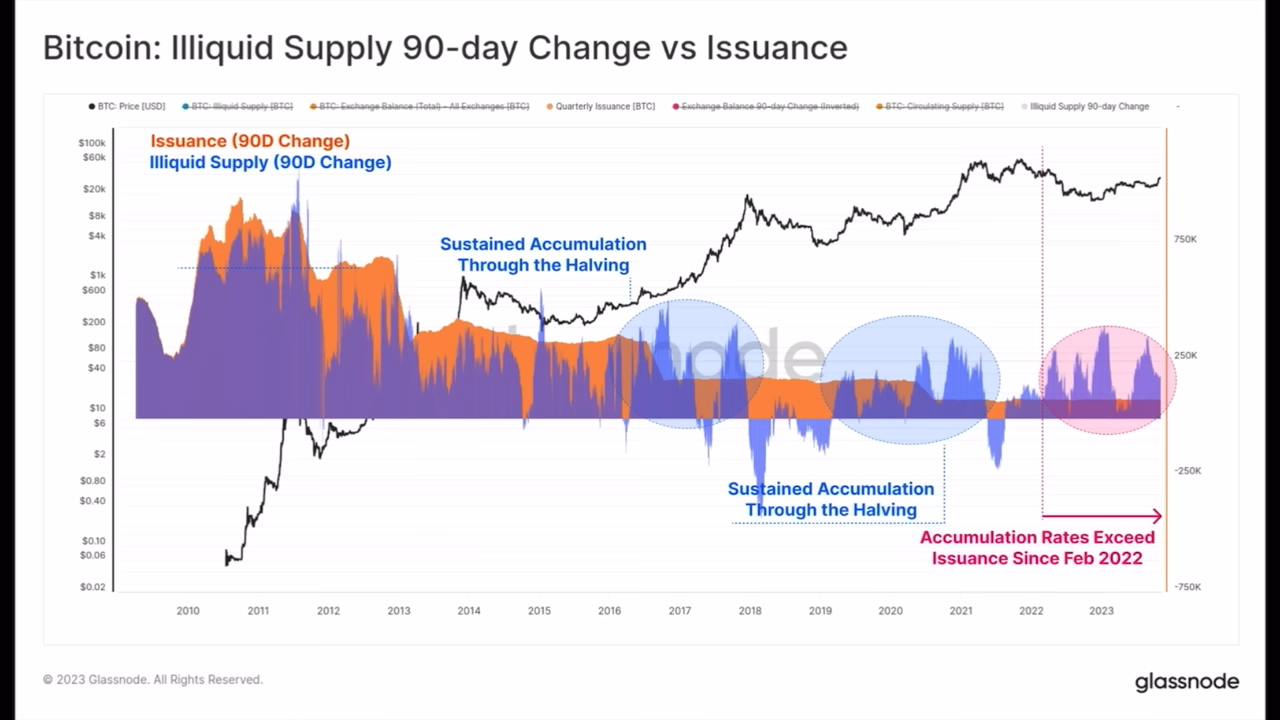 Bitcoin: Illiquid Supply 90-day Change vs Issuance
BTC: Price [USD] BTC: Illiquid Supply [BTC] BTC: Exchange Balance (Total) - All Exchanges [BTC] Quarterly Issuance [BTC] Exchange Balance 90-day Change (Inverted) BTC: Circulating Supply [BTC] Illiquid Supply 90-day Change -
Issuance (90D Change)
Illiquid Supply (90D Change)
$100k
$60k
$20k
$8k
$4k
$1k
$600
$200
$80
$40
$10
$6
$2
$0.80
$0.40
$0.10
$0.06
$0.02
Sustained Accumulation
Through the Halving
node
Sustained Accumulation
Through the Halving
Accumulation Rates Exceed
Issuance Since Feb 2022
750K
250K
-250K
-750K
2010 2011 2012 2013 2014 2015 2016 2017 2018 2019 2020 2021 2022 2023
© 2023 Glassnode. All Rights Reserved.
glassnode